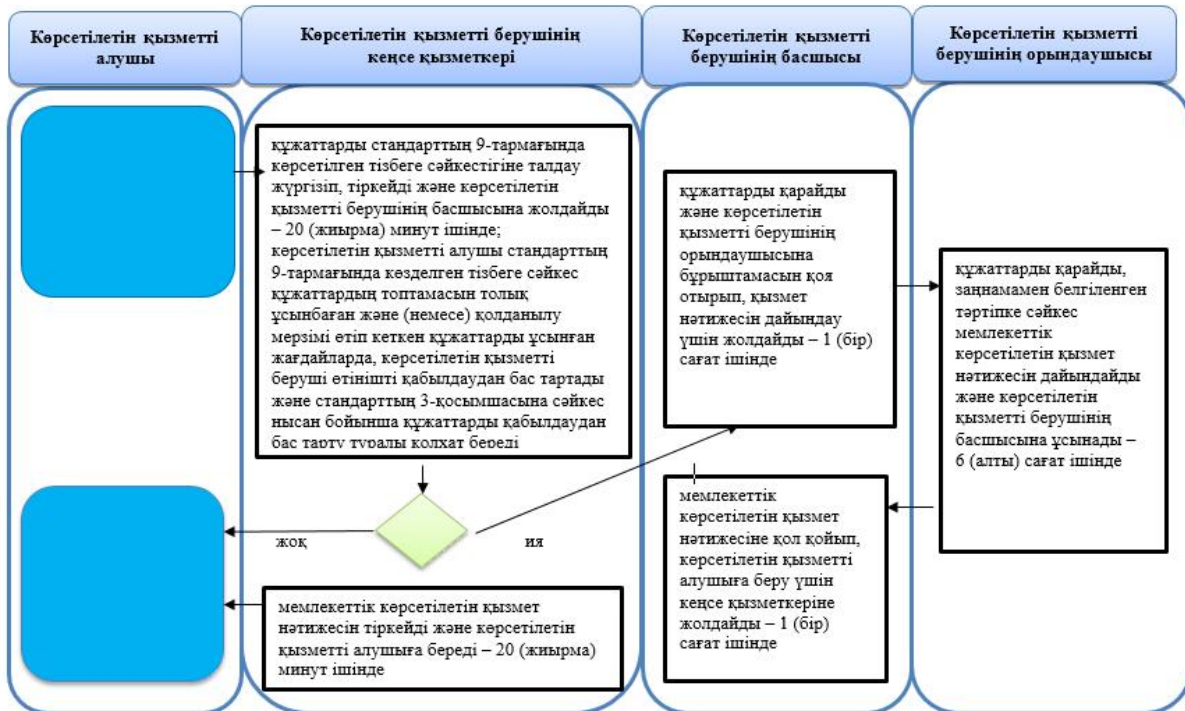 Көрсетілетін қызметті
алушы
Көрсетілетін қызметті берушінің
кеңсе қызметкері
Көрсетілетін қызметті
берушінің басшысы
Көрсетілетін қызметті
берушінің орындаушысы
құжаттарды стандарттың 9-тармағында
көрсетілген тізбеге сәйкестігіне талдау
жүргізіп, тіркейді және көрсетілетін
қызметті берушінің басшысына жолдайды
– 20 (жиырма) минут ішінде;
көрсетілетін қызметті алушы стандарттың
9-тармағында көзделген тізбеге сәйкес
құжаттардың топтамасын толық
ұсынбаған және (немесе) қолданылу
мерзімі өтіп кеткен құжаттарды ұсынған
жағдайларда, көрсетілетін қызметті
беруші өтінішті қабылдаудан бас тартады
және стандарттың 3-қосымшасына сәйкес
нысан бойынша құжаттарды қабылдаудан
бас тарту туралы қолхат береді
құжаттарды қарайды
және көрсетілетін
қызметті берушінің
орындаушысына
бұрыштамасын қоя
отырып, қызмет
нәтижесін дайындау
үшін жолдайды – 1 (бір)
сағат ішінде
құжаттарды қарайды,
заңнамамен белгіленген
тәртіпке сәйкес
мемлекеттік
көрсетілетін қызмет
нәтижесін дайындайды
және көрсетілетін
қызметті берушінің
басшысына ұсынады –
6 (алты) сағат ішінде
жоқ
ия
мемлекеттік
көрсетілетін қызмет
нәтижесіне қол қойып,
көрсетілетін қызметті
алушыға беру үшін
кеңсе қызметкеріне
жолдайды – 1 (бір)
сағат ішінде
мемлекеттік көрсетілетін қызмет
нәтижесін тіркейді және көрсетілетін
қызметті алушыға береді – 20 (жиырма)
минут ішінде